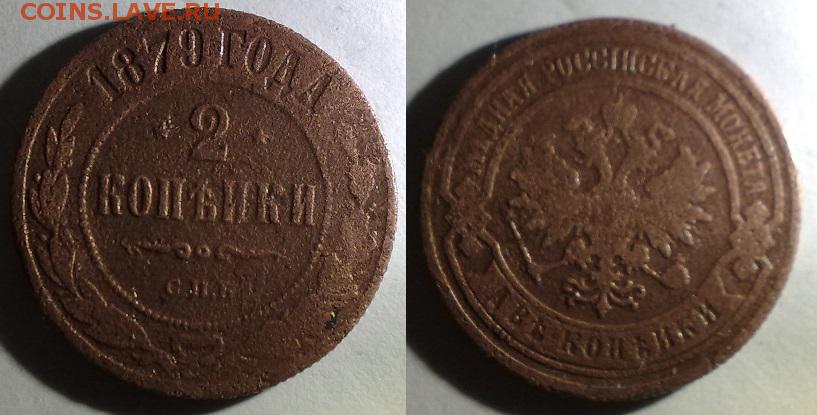 COINS.LAVE.RU
1879 ГОДА
2
КОПѢЙКИ
МѢДНАЯ РОССІЙСКАЯ МОНЕТА
ДВѢ КОПѢЙКИ